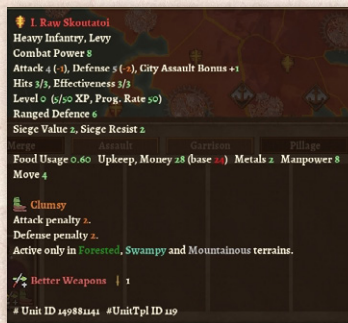 I. Raw Skoutatoi
Heavy Infantry, Levy
Combat Power 8
Attack 4 (-1), Defense 5 (-2), City Assault Bonus +1
Hits 3/3, Effectiveness 3/3
Level 0 (5/50 XP, Prog. Rate 50)
Ranged Defence 6
Siege Value 2, Siege Resist 2
Merge Assault Garrison Pillage
Food Usage 0.60 Upkeep, Money 28 (base 24) Metals 2 Manpower 8
Move 4
Clumsy
Attack penalty 2.
Defense penalty 2.
Active only in Forested, Swampy and Mountainous terrains.
Better Weapons 1
# Unit ID 149881141 #UnitTpl ID 119